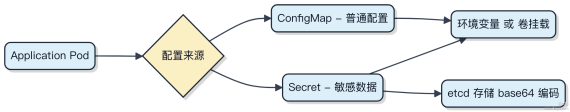 Application Pod
配置来源
ConfigMap - 普通配置
Secret - 敏感数据
环境变量 或 卷挂载
etcd 存储 base64 编码